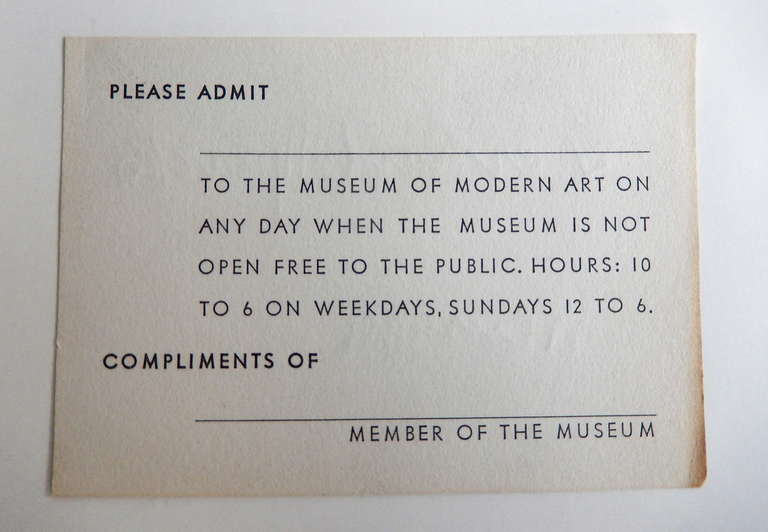 PLEASE ADMIT
TO THE MUSEUM OF MODERN ART ON
ANY DAY WHEN THE MUSEUM IS NOT
OPEN FREE TO THE PUBLIC. HOURS: 10
TO 6 ON WEEKDAYS, SUNDAYS 12 TO 6.
COMPLIMENTS OF
MEMBER OF THE MUSEUM